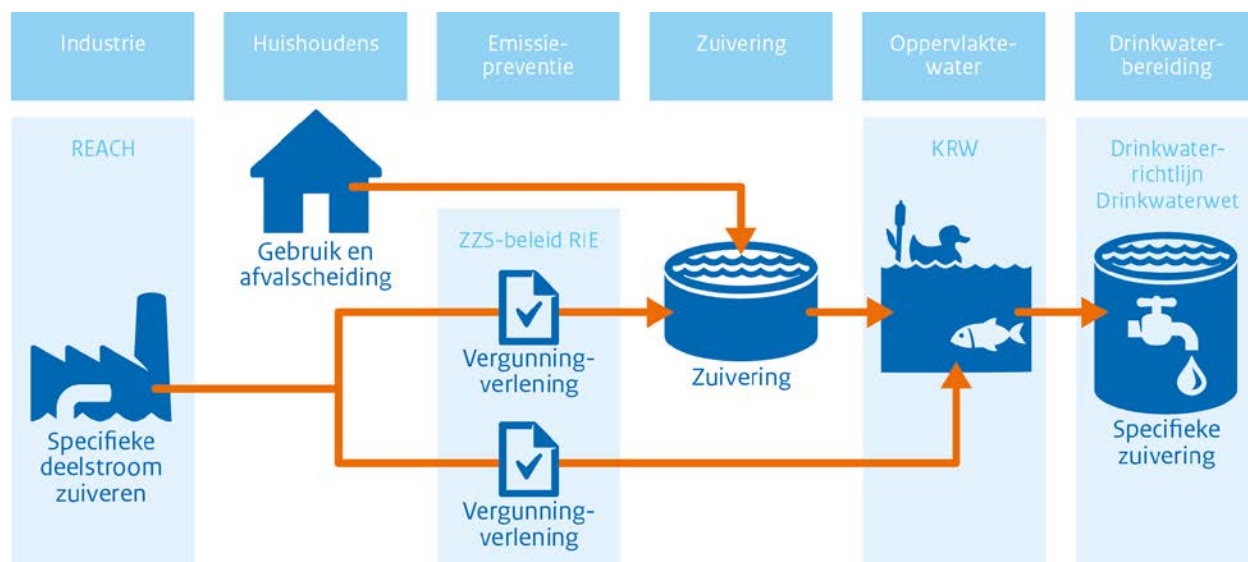 Industrie
Huishoudens
Emissie-
preventie
Zuivering
Oppervlakte-
water
Drinkwater-
bereiding
REACH
Specifieke
deelstroom
zuiveren
Gebruik en
afvalscheiding
ZZS-beleid RIE
Vergunning-
verlening
Vergunning-
verlening
Zuivering
KRW
Drinkwater-
richtlijn
Drinkwaterwet
Specifieke
zuivering